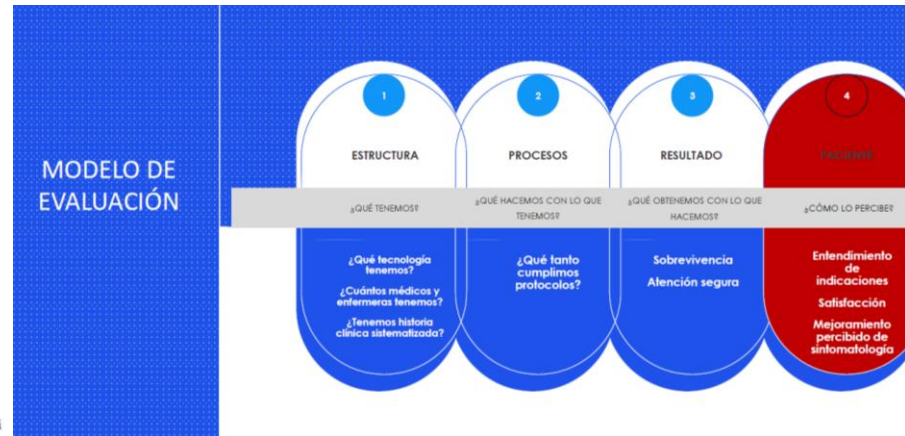 MODELO DE
EVALUACIÓN
1
ESTRUCTURA
¿QUÉ TENEMOS?
¿Qué tecnología
tenemos?
¿Cuántos médicos y
enfermeras tenemos?
¿Tenemos historia
clínica sistematizada?
2
PROCESOS
¿QUÉ HACEMOS CON LO QUE
TENEMOS?
¿Qué tanto
cumplimos
protocolos?
3
RESULTADO
¿QUÉ OBTENEMOS CON LO QUE
HACEMOS?
Sobrevivencia
Atención segura
4
PACIENTE
¿CÓMO LO PERCIBE?
Entendimiento
de
indicaciones
Satisfacción
Mejoramiento
percibido de
sintomatología